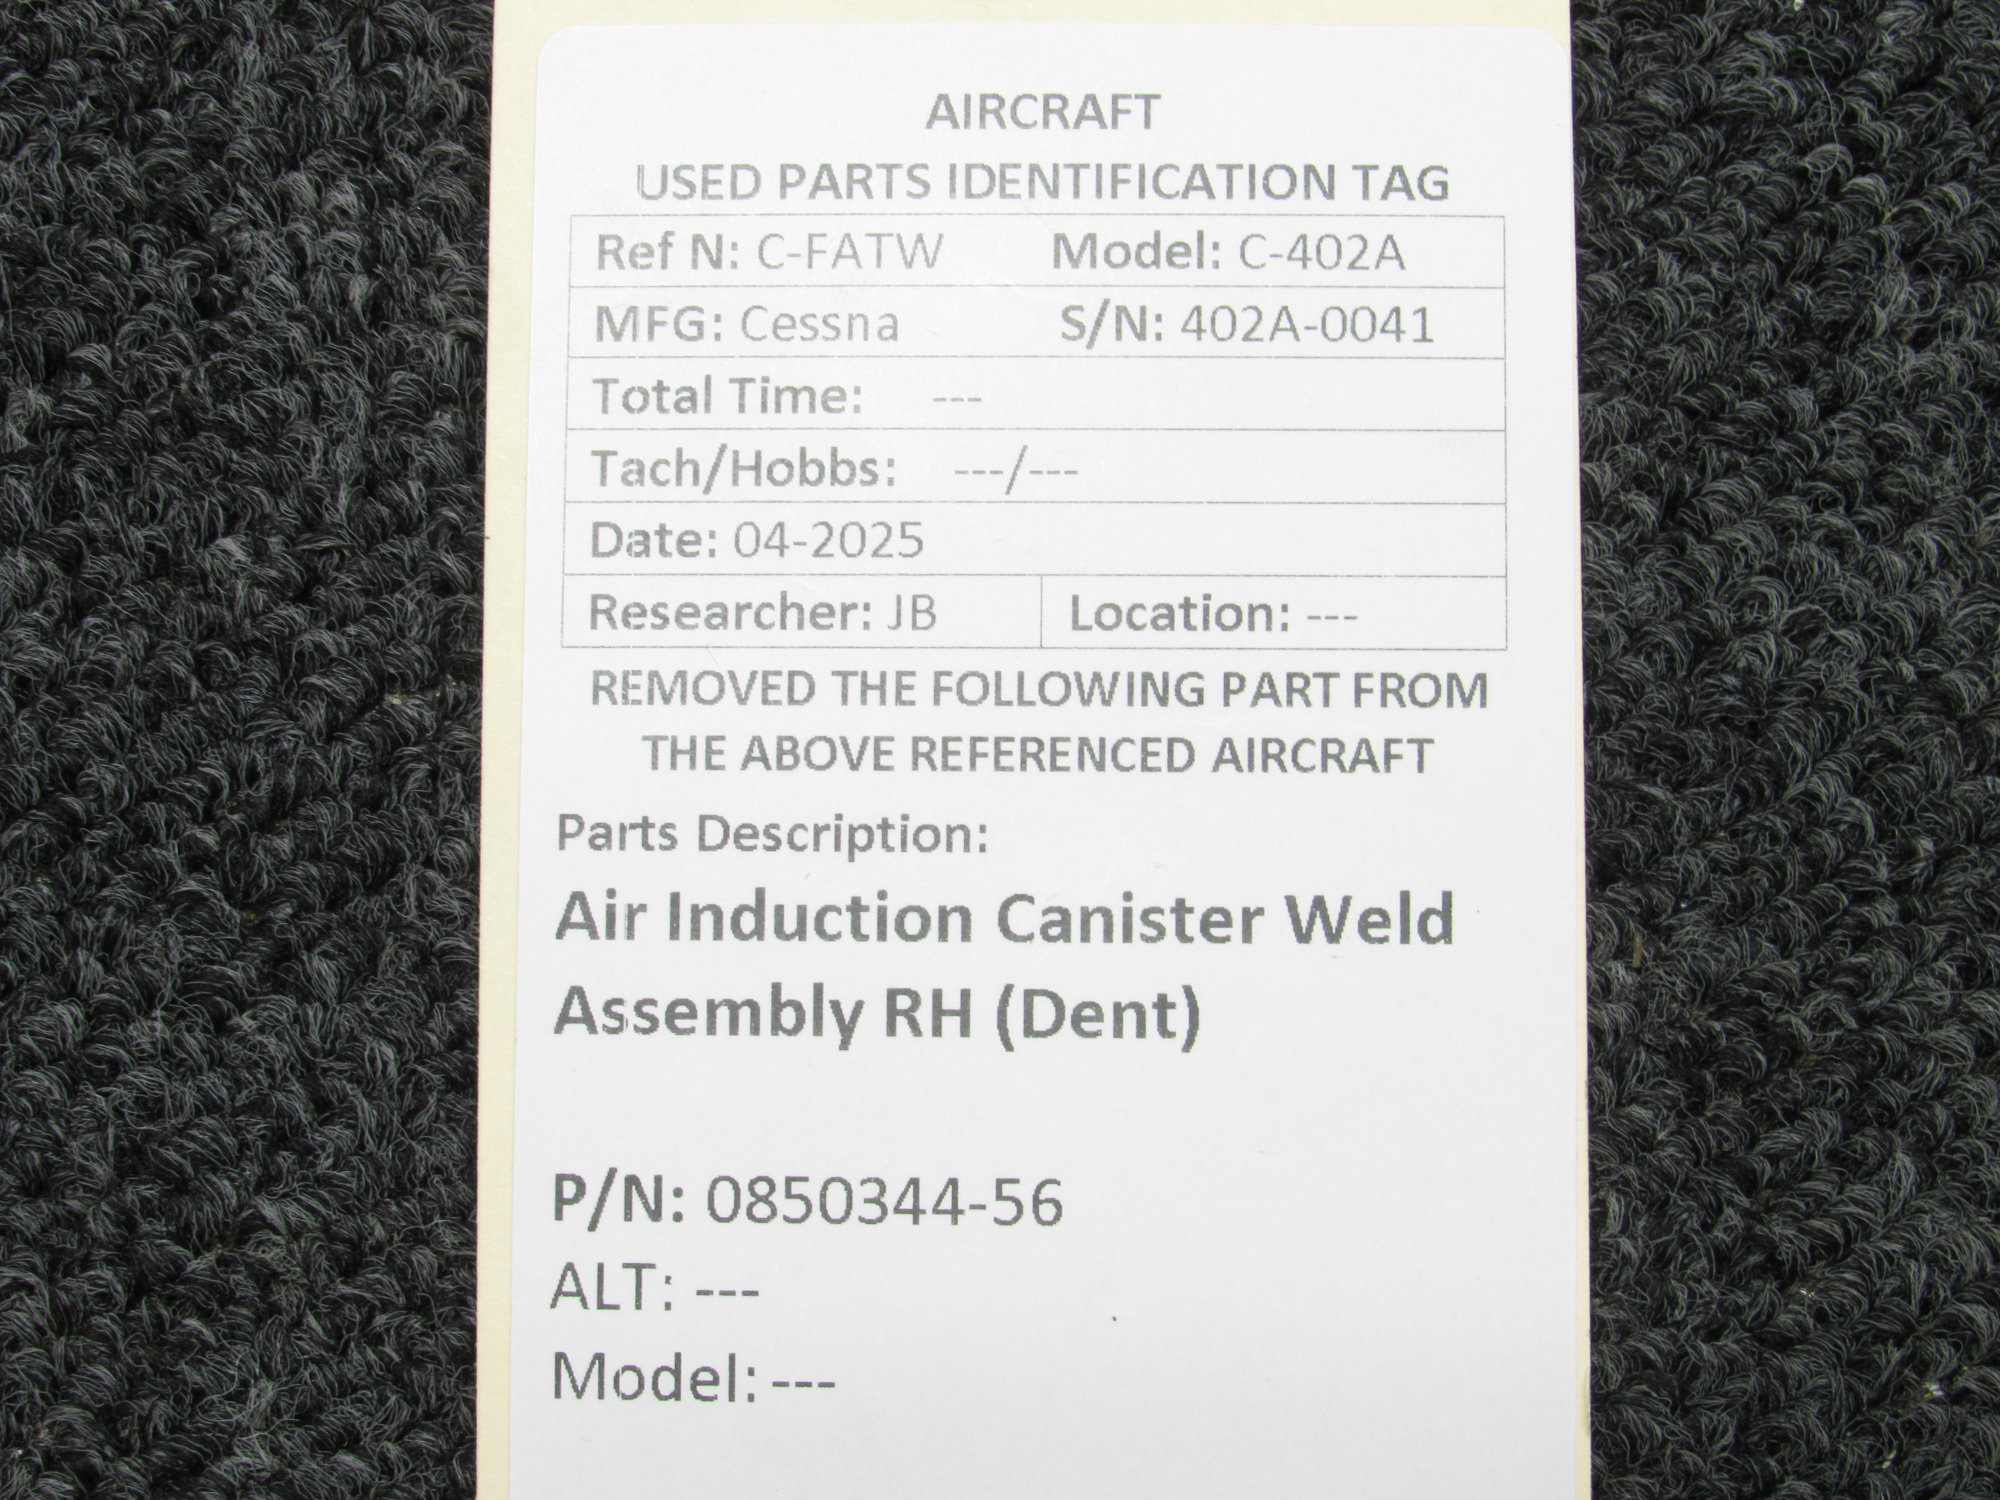 AIRCRAFT
USED PARTS IDENTIFICATION TAG
Ref N: C-FATW Model: C-402A
MFG: Cessna S/N: 402A-0041
Total Time: ---
Tach/Hobbs: ---/---
Date: 04-2025
Researcher: JB Location: ---
REMOVED THE FOLLOWING PART FROM
THE ABOVE REFERENCED AIRCRAFT
Parts Description:
Air Induction Canister Weld
Assembly RH (Dent)
P/N: 0850344-56
ALT: ---
Model: ---